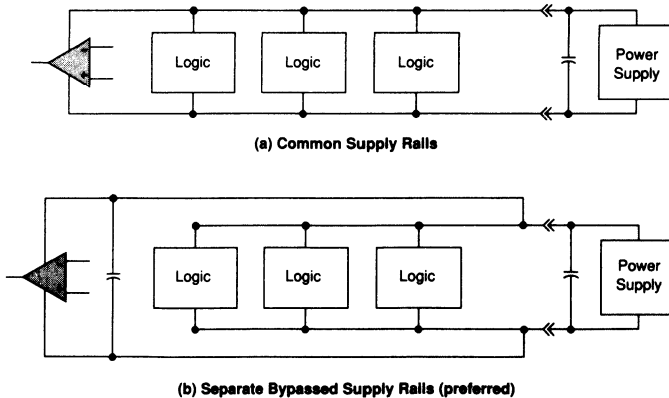 Logic
Logic
Logic
Power
Supply
(a) Common Supply Rails
Logic
Logic
Logic
Power
Supply
(b) Separate Bypassed Supply Rails (preferred)